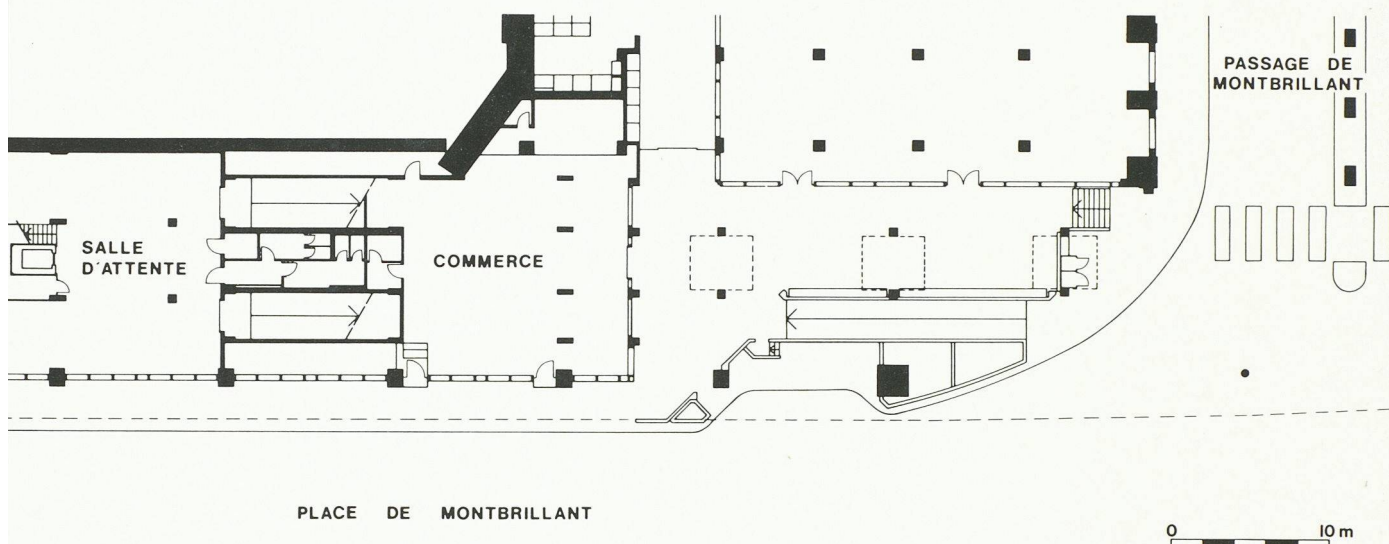 PASSAGE DE
MONTBRILLANT
SALLE
D'ATTENTE
COMMERCE
PLACE DE MONTBRILLANT
0 10 m